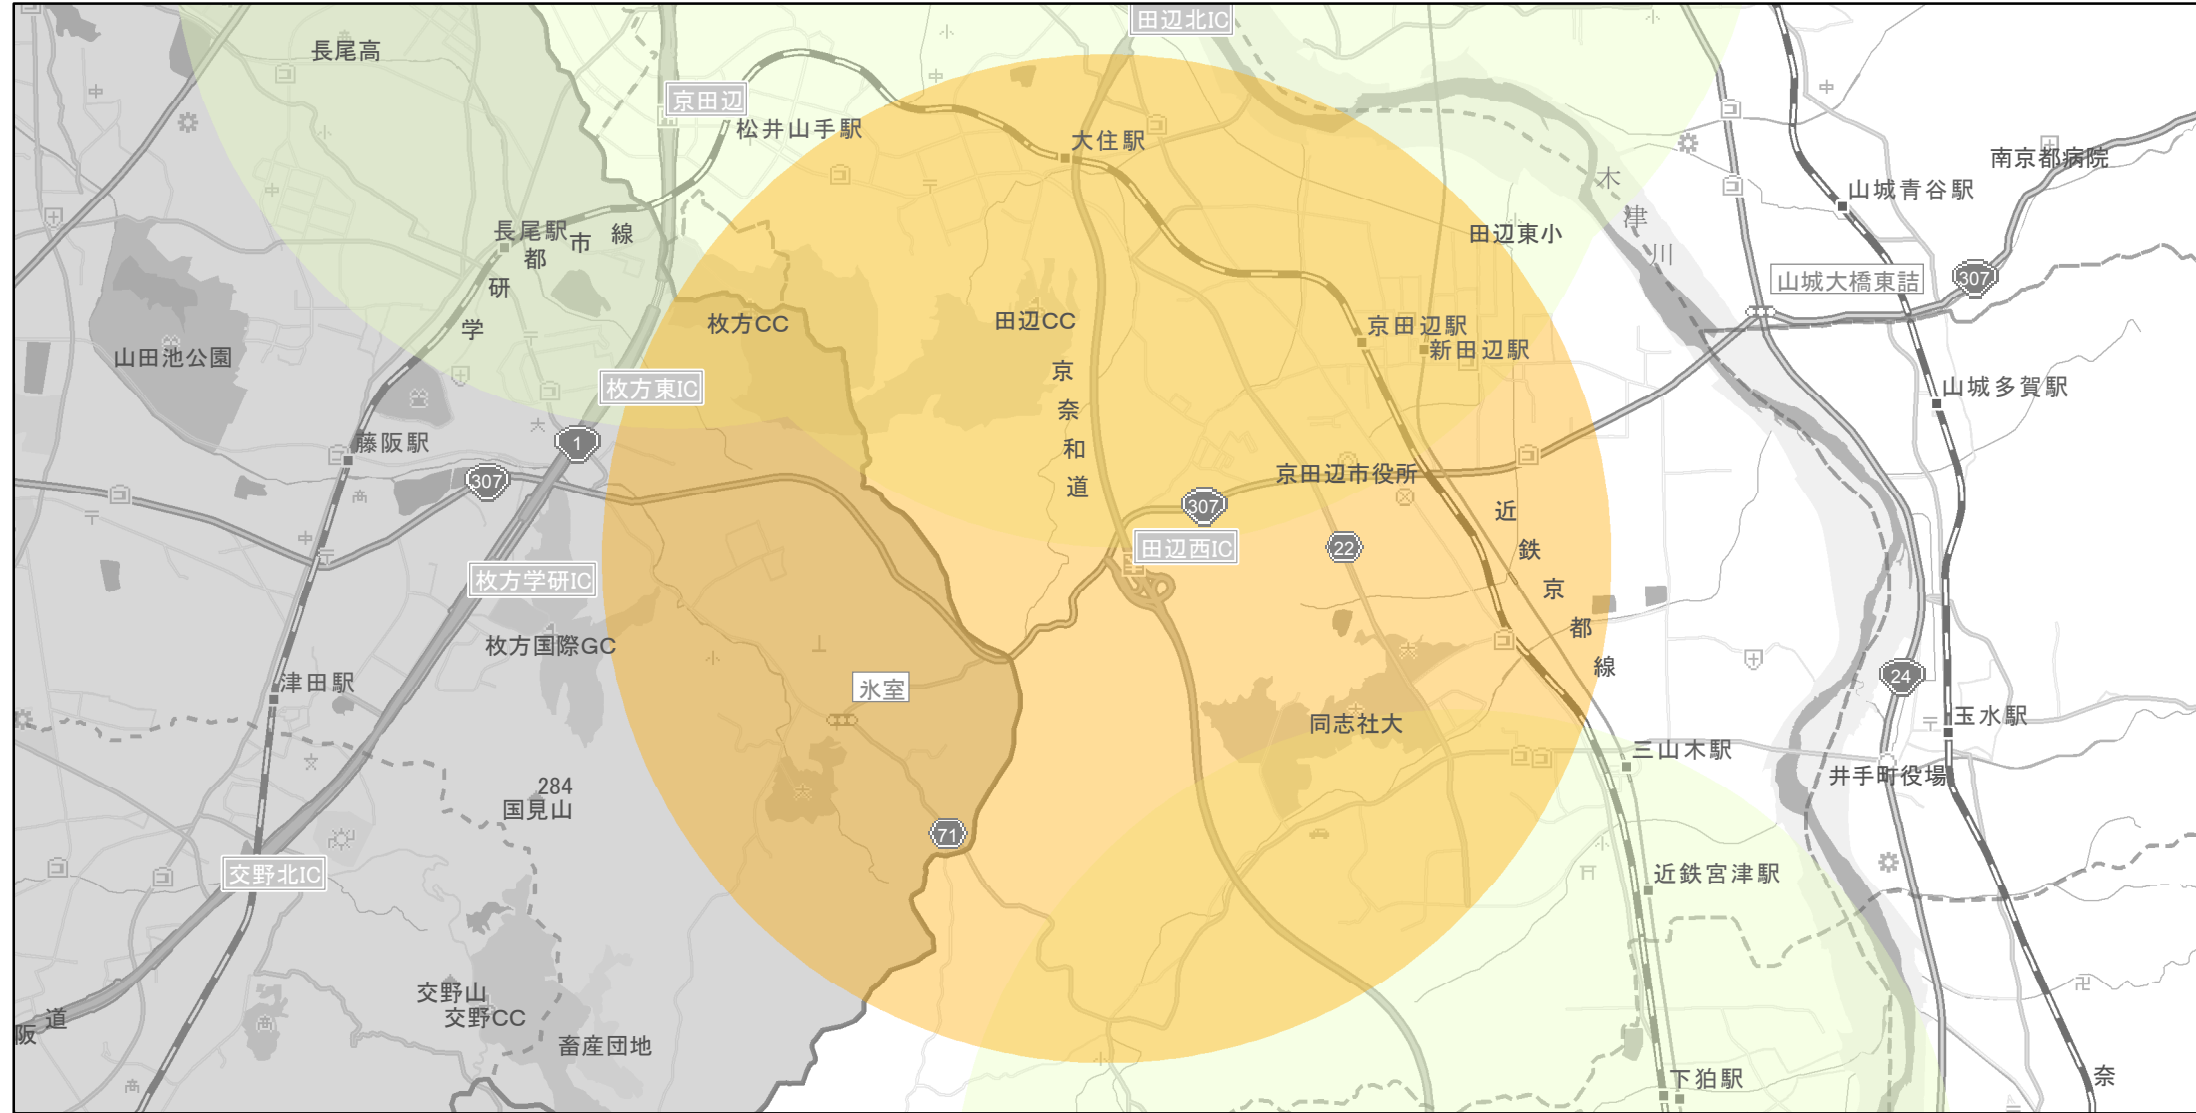 田辺北IC
長尾高
京田辺
松井山手駅
大住駅
南京都病院
木津川
山城青谷駅
長尾駅
田辺東小
学研都市線
山城大橋東詰
307
枚方CC
田辺CC
京田辺駅
新田辺駅
山田池公園
枚方東IC
京奈和道
山城多賀駅
藤阪駅
1
307
京田辺市役所
307
近鉄京都線
田辺西IC
22
枚方学研IC
枚方国際GC
津田駅
氷室
24
同志社大
玉水駅
三山木駅
井手町役場
284
国見山
71
交野北IC
近鉄宮津駅
交野山
交野CC
阪道
畜産団地
下狛駅
奈